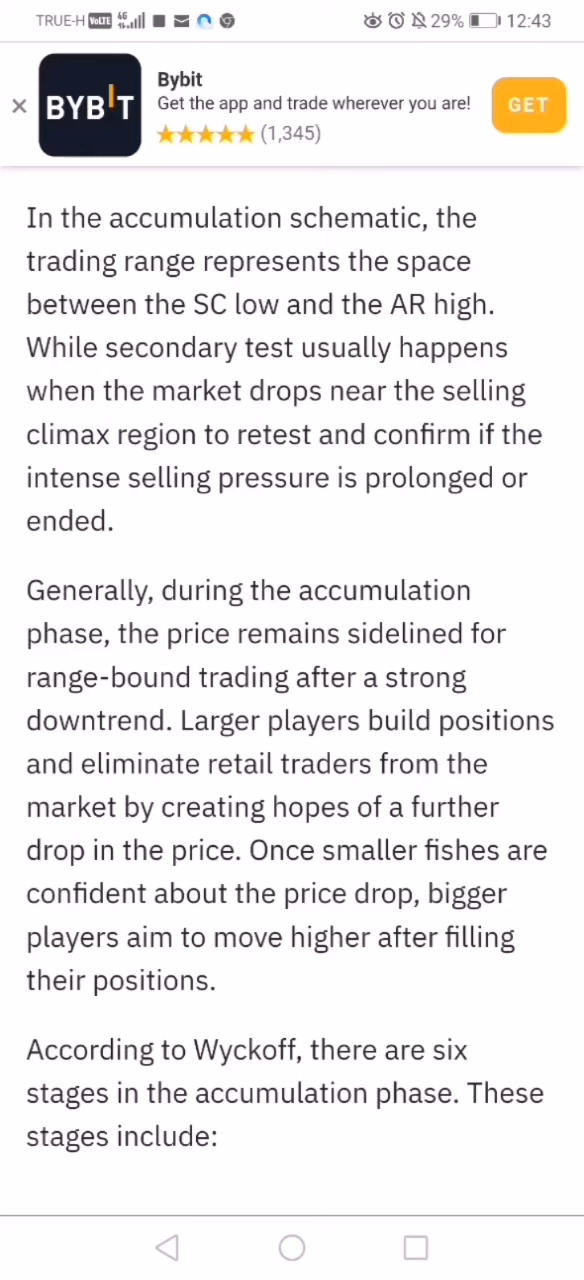 TRUE-H VoLTE 4G 29% 12:43
Bybit
BYBIT Get the app and trade wherever you are! GET
(1,345)
In the accumulation schematic, the
trading range represents the space
between the SC low and the AR high.
While secondary test usually happens
when the market drops near the selling
climax region to retest and confirm if the
intense selling pressure is prolonged or
ended.
Generally, during the accumulation
phase, the price remains sidelined for
range-bound trading after a strong
downtrend. Larger players build positions
and eliminate retail traders from the
market by creating hopes of a further
drop in the price. Once smaller fishes are
confident about the price drop, bigger
players aim to move higher after filling
their positions.
According to Wyckoff, there are six
stages in the accumulation phase. These
stages include: